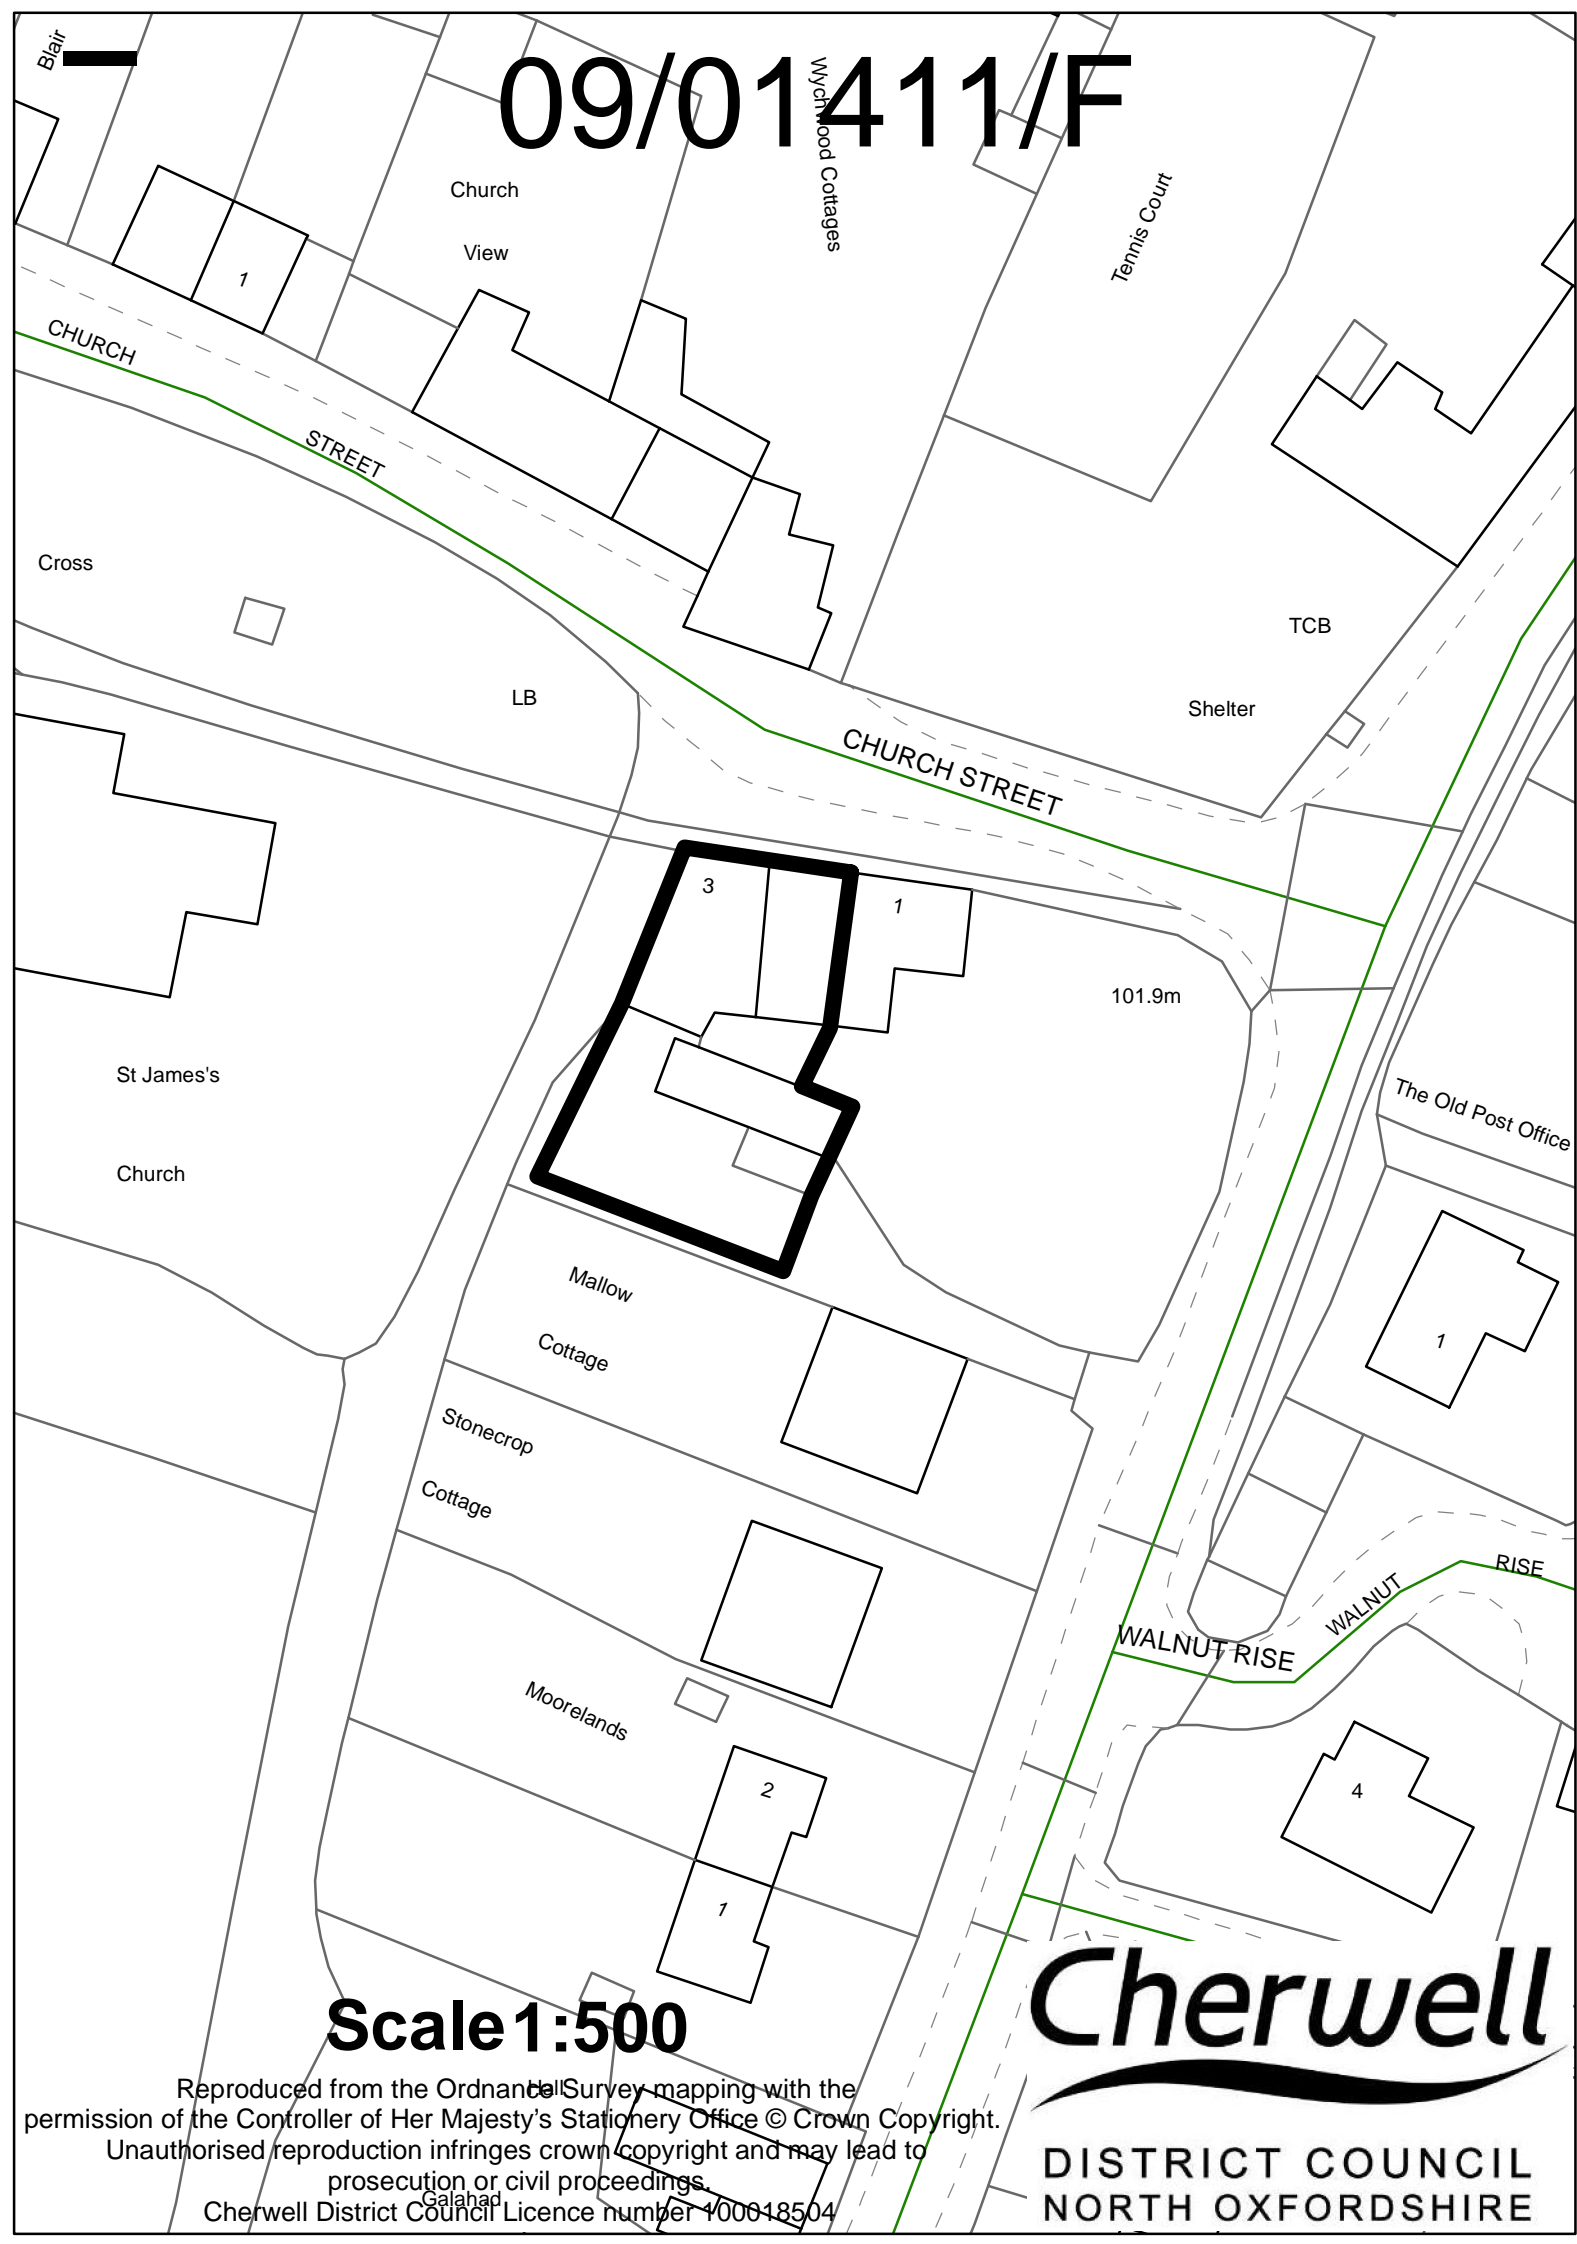 09/01411/F
Blair
Wychwood Cottages
Church
View
Tennis Court
1
CHURCH
STREET
Cross
TCB
LB
Shelter
CHURCH STREET
3
1
101.9m
St James's
The Old Post Office
Church
Mallow
Cottage
1
Stonecrop
Cottage
RISE
WALNUT
WALNUT RISE
Moorelands
2
4
1
Scale 1:500
Hall
Reproduced from the Ordnance Survey mapping with the
permission of the Controller of Her Majesty’s Stationery Office © Crown Copyright.
Unauthorised reproduction infringes crown copyright and may lead to
prosecution or civil proceedings.
Galahad
Cherwell District Council Licence number 100018504
Cherwell
DISTRICT COUNCIL
NORTH OXFORDSHIRE